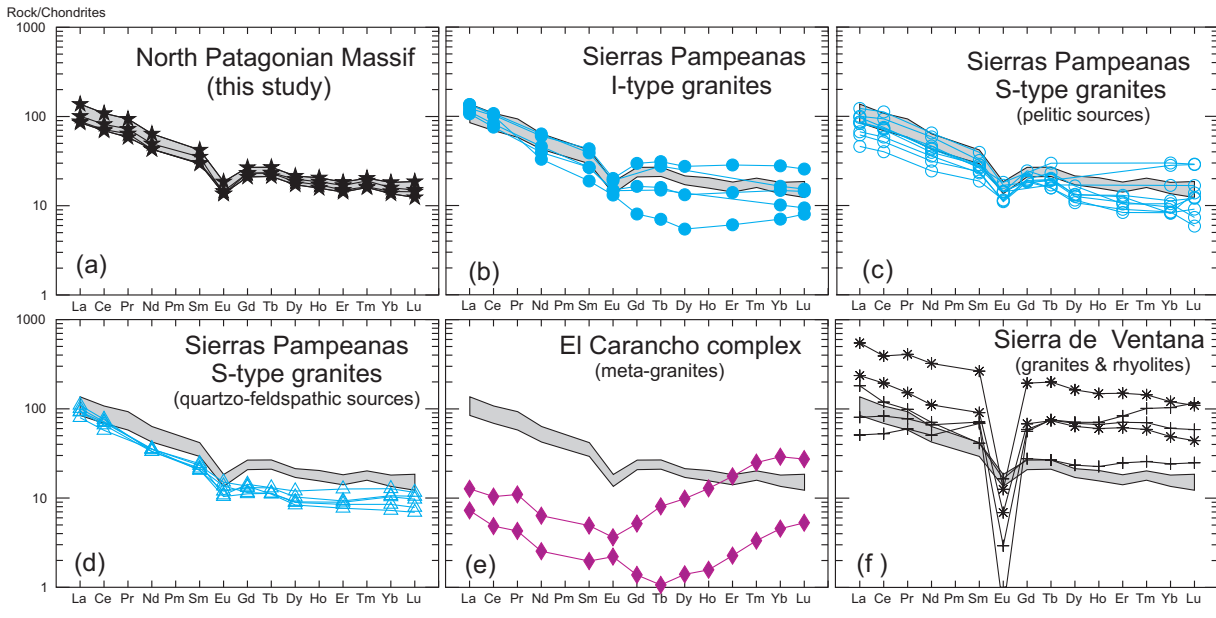 Rock/Chondrites
1000
100
10
1
North Patagonian Massif
(this study)
(a)
La Ce Pr Nd Pm Sm Eu Gd Tb Dy Ho Er Tm Yb Lu
Sierras Pampeanas
I-type granites
(b)
La Ce Pr Nd Pm Sm Eu Gd Tb Dy Ho Er Tm Yb Lu
Sierras Pampeanas
S-type granites
(pelitic sources)
(c)
La Ce Pr Nd Pm Sm Eu Gd Tb Dy Ho Er Tm Yb Lu
1000
100
10
1
Sierras Pampeanas
S-type granites
(quartzo-feldspathic sources)
(d)
La Ce Pr Nd Pm Sm Eu Gd Tb Dy Ho Er Tm Yb Lu
El Carancho complex
(meta-granites)
(e)
La Ce Pr Nd Pm Sm Eu Gd Tb Dy Ho Er Tm Yb Lu
Sierra de Ventana
(granites & rhyolites)
(f )
La Ce Pr Nd Pm Sm Eu Gd Tb Dy Ho Er Tm Yb Lu